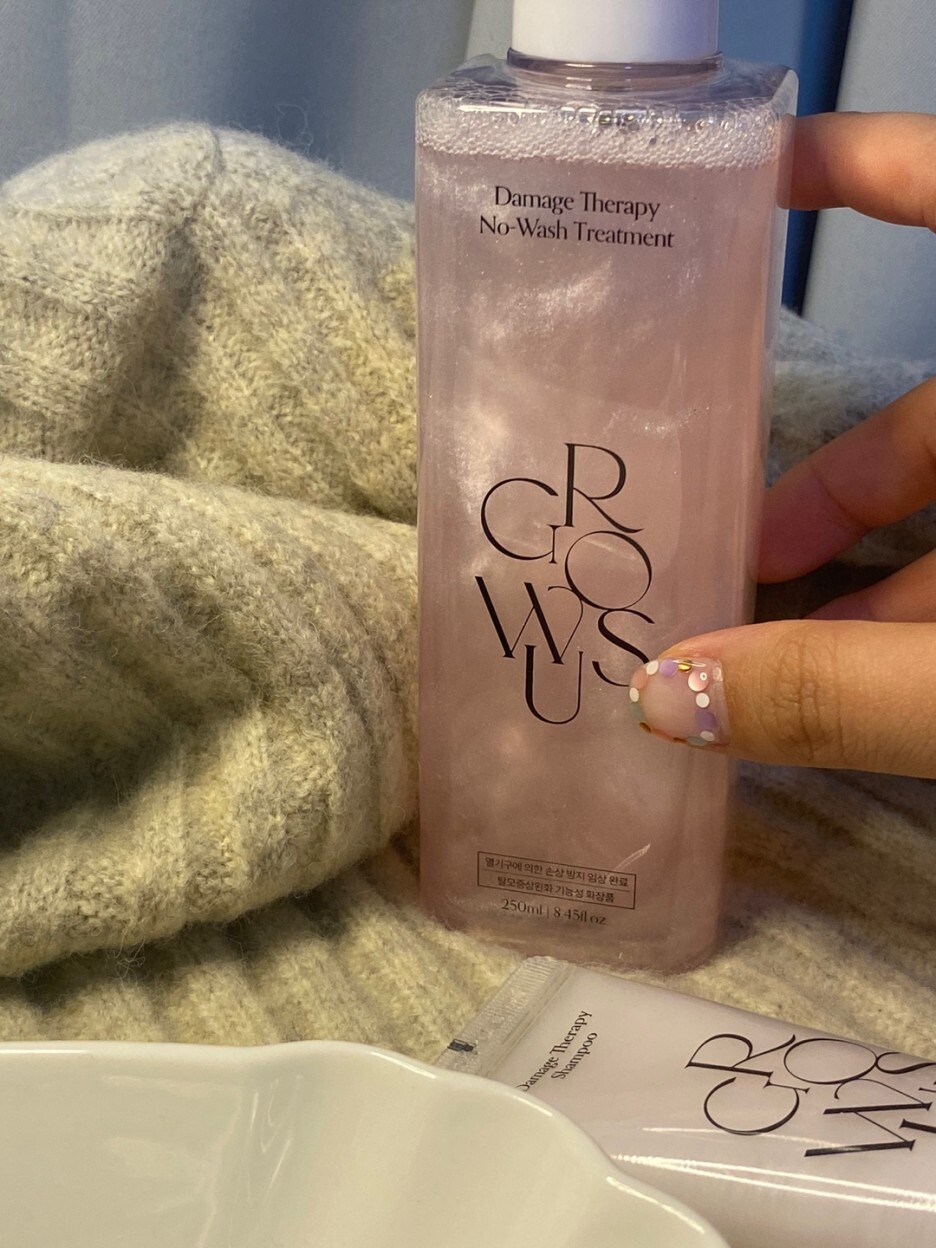 Damage Therapy
No-Wash Treatment
GROWUS
열기구에 의한 손상 방지 임상 완료
탈모증상완화 기능성 화장품
250ml | 8.45fl oz
Damage Therapy
Shampoo
GROWUS